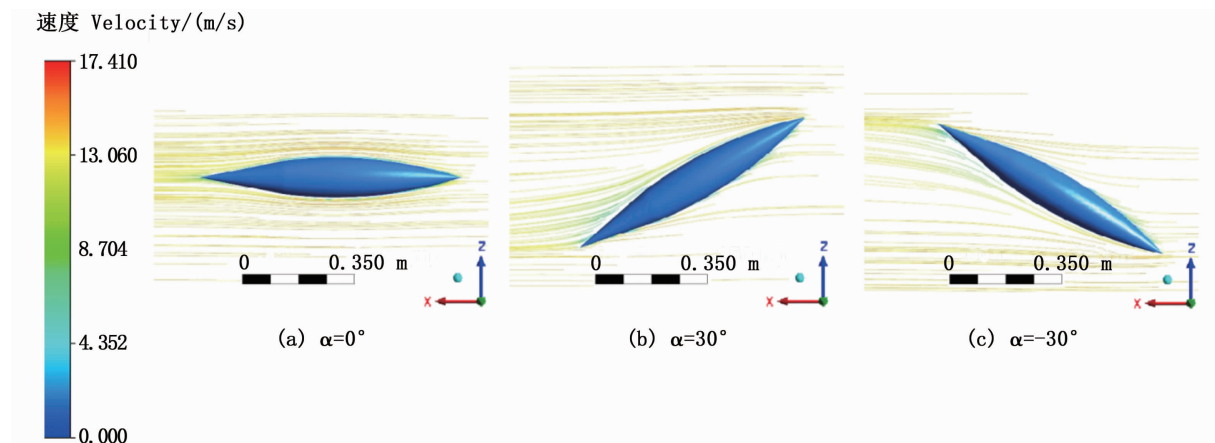 速度 Velocity/(m/s)
17.410
13.060
8.704
4.352
0.000
0 0.350 m
Z
X
(a) α=0°
0 0.350 m
Z
X
(b) α=30°
0 0.350 m
Z
X
(c) α=-30°